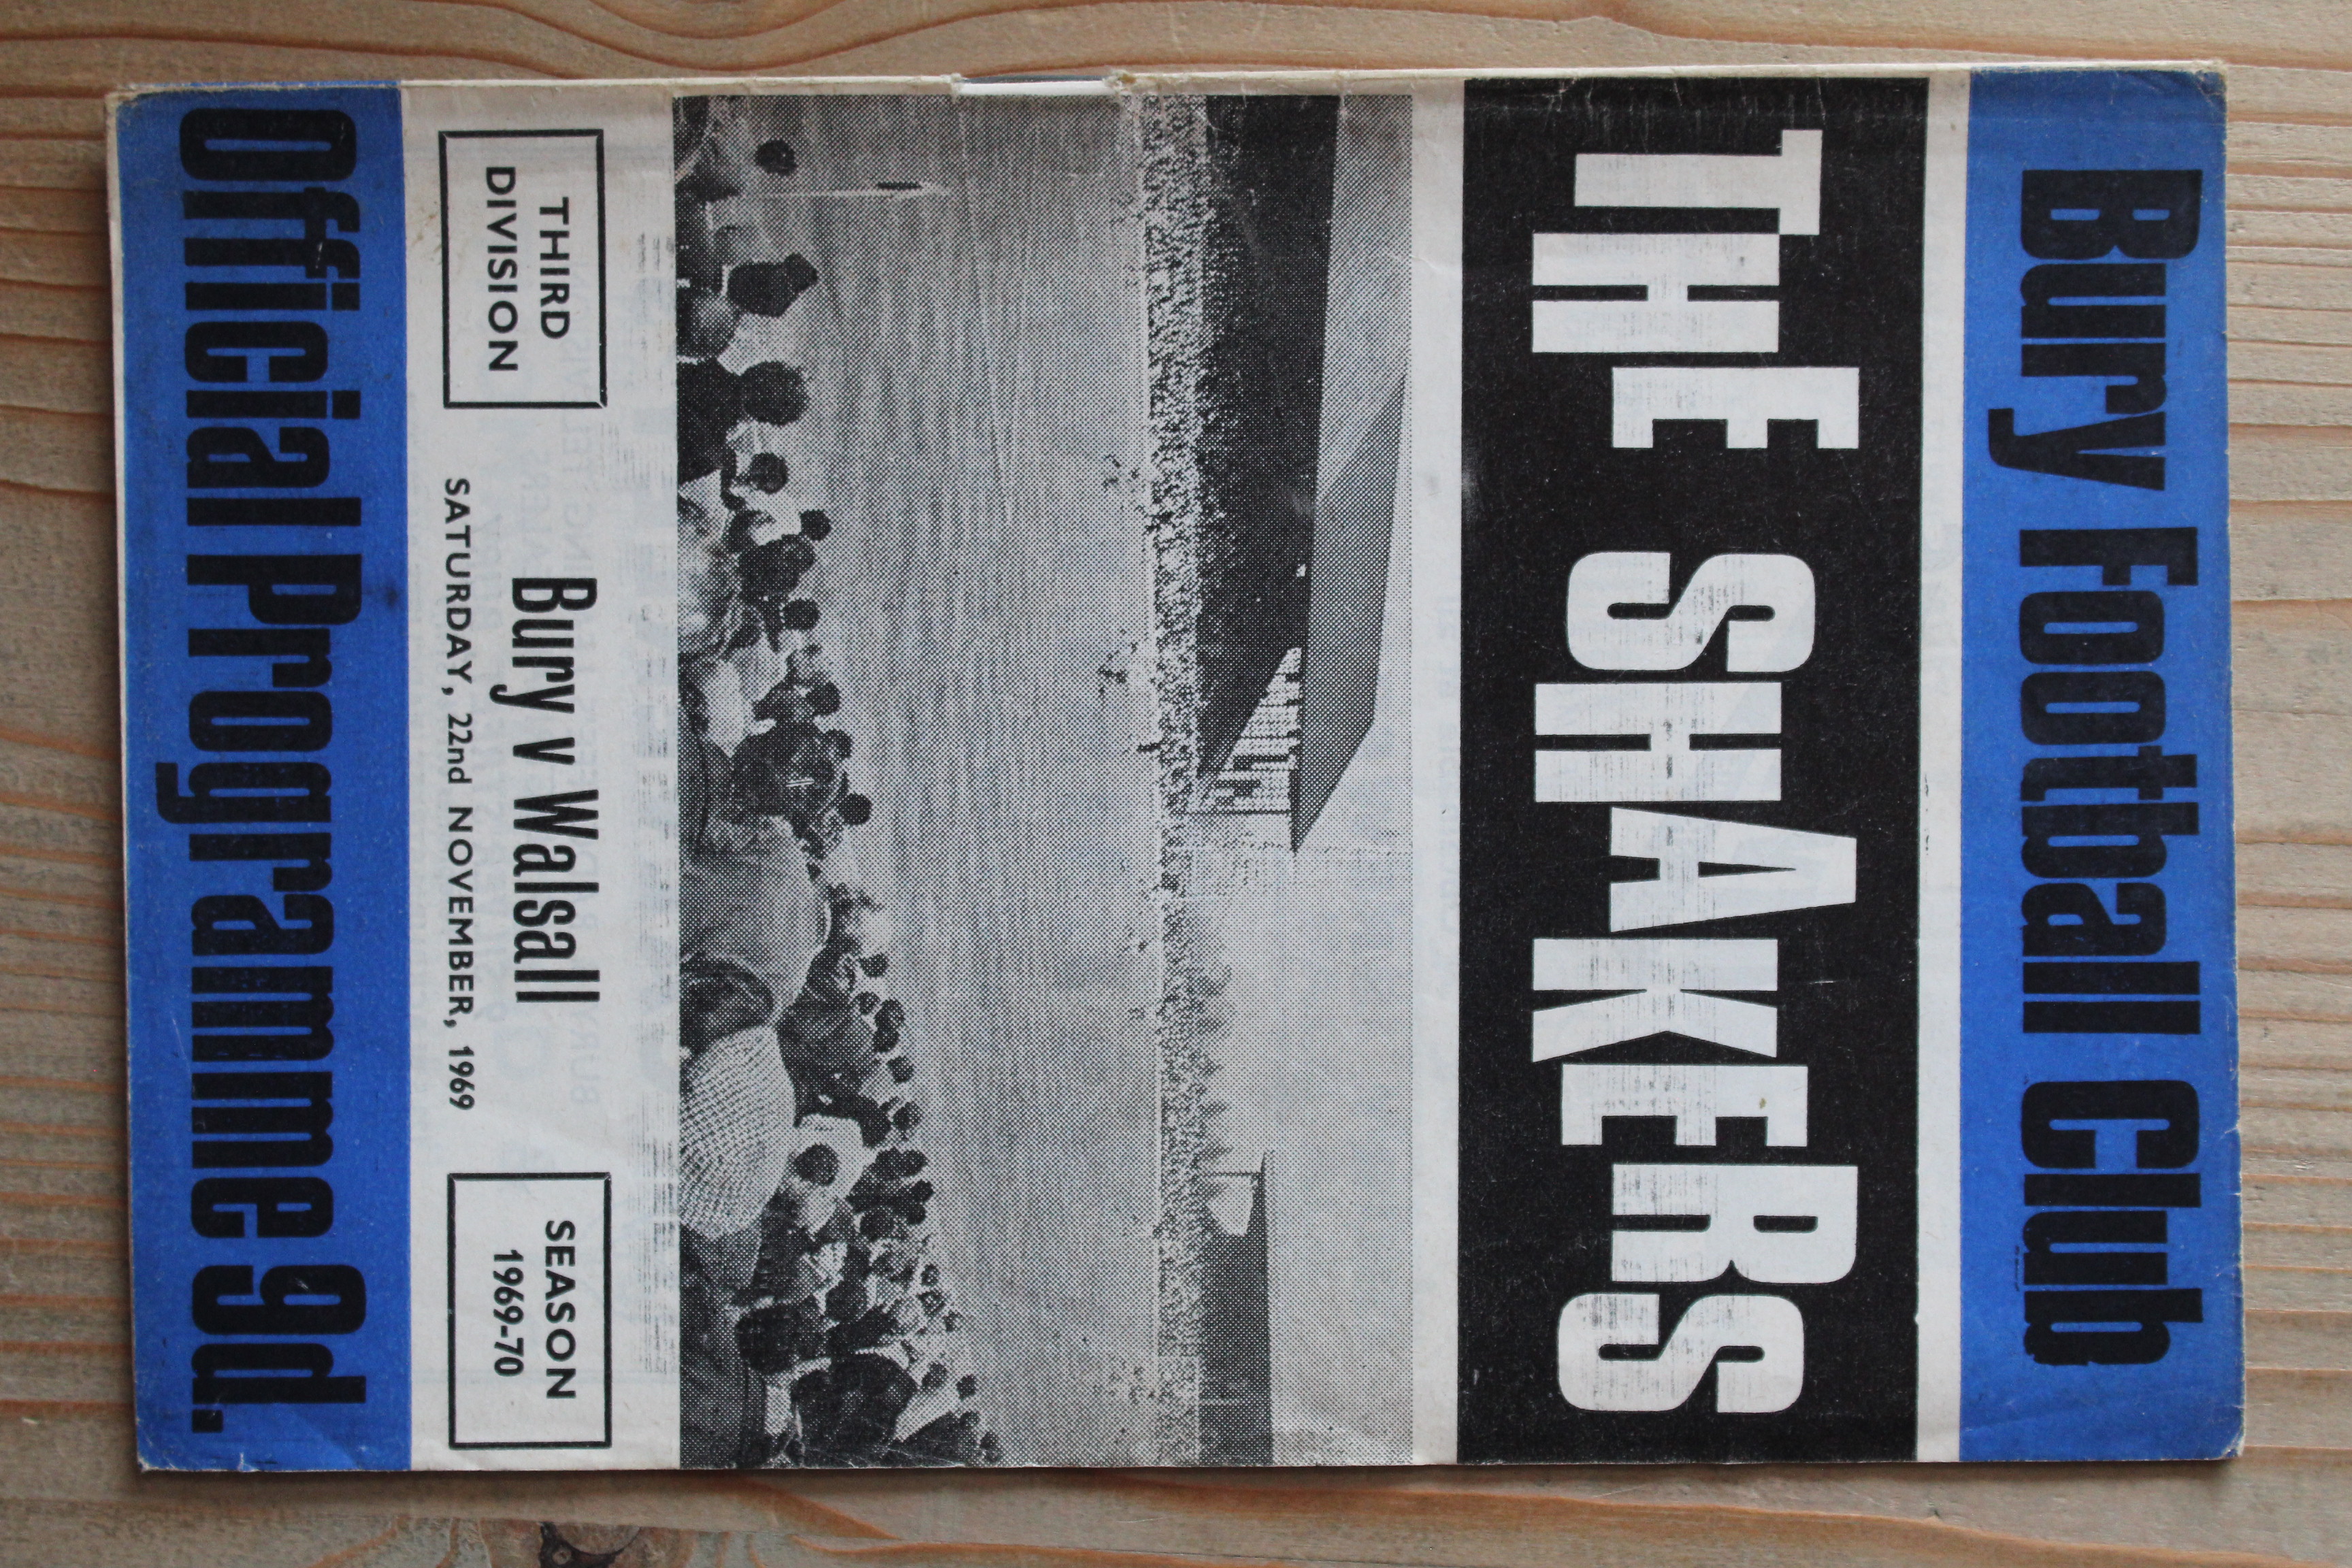 Bury Football Club
THE SHAKERS
THIRD
DIVISION
Bury v Walsall
SATURDAY, 22nd NOVEMBER, 1969
SEASON
1969-70
Official Programme 9d.